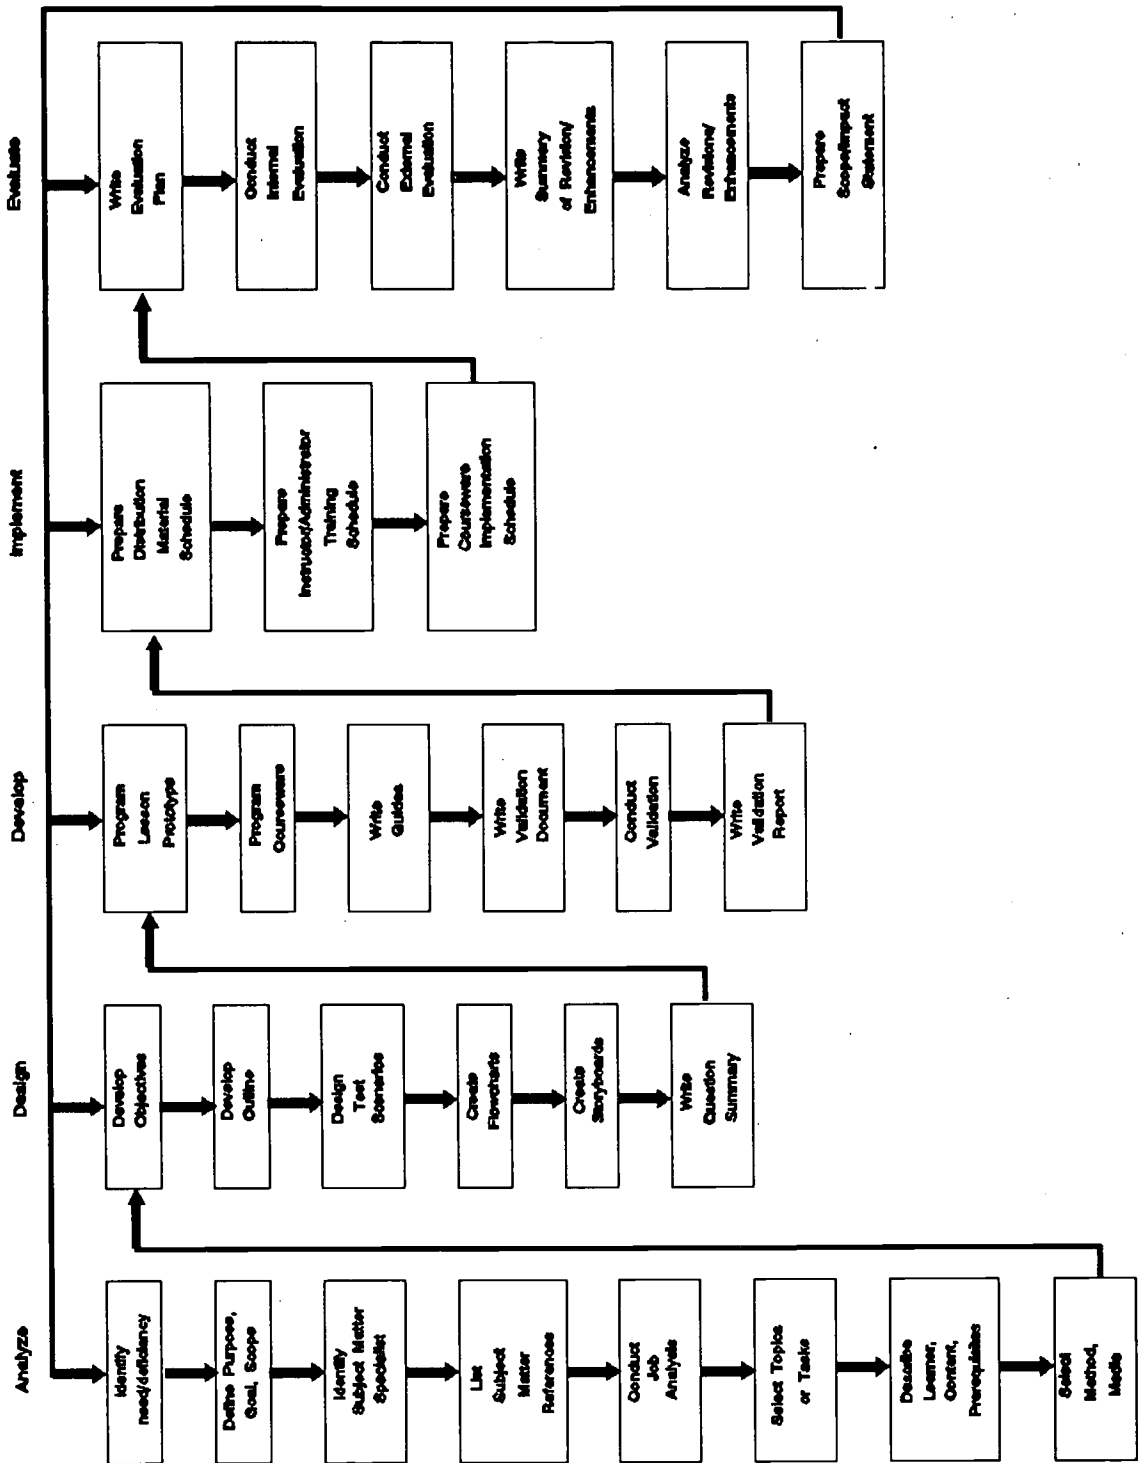 Analyze
Identify
need/deficiency
Define Purpose,
Goal, Scope
Identify
Subject Matter
Specialist
List
Subject
Matter
References
Conduct
Job
Analysis
Select Topics
or Tasks
Describe
Learner,
Content,
Prerequisites
Select
Method,
Media
Design
Develop
Objectives
Develop
Outline
Design
Test
Scenarios
Create
Flowcharts
Create
Storyboards
Write
Question
Summary
Develop
Program
Lesson
Prototype
Program
Courseware
Write
Guides
Write
Validation
Document
Conduct
Validation
Write
Validation
Report
Implement
Prepare
Distribution
Material
Schedule
Prepare
Instructor/Administrator
Training
Schedule
Prepare
Courseware
Implementation
Schedule
Evaluate
Write
Evaluation
Plan
Conduct
Internal
Evaluation
Conduct
External
Evaluation
Write
Summary
of Revision/
Enhancements
Analyze
Revisions/
Enhancements
Prepare
Scope/Impact
Statement